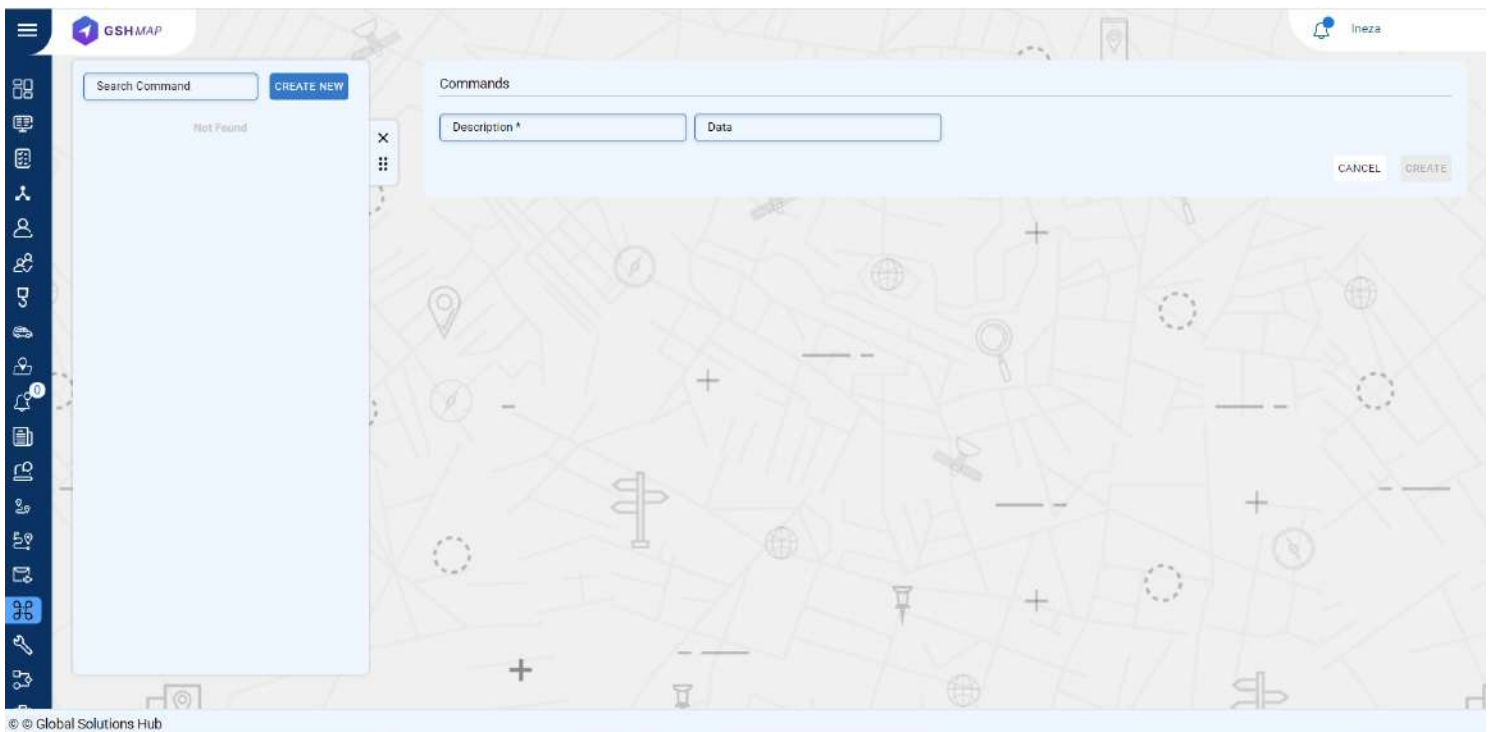 GSHMAP
Ineza
Search Command
CREATE NEW
Not Found
Commands
Description *
Data
CANCEL
CREATE
0
© © Global Solutions Hub